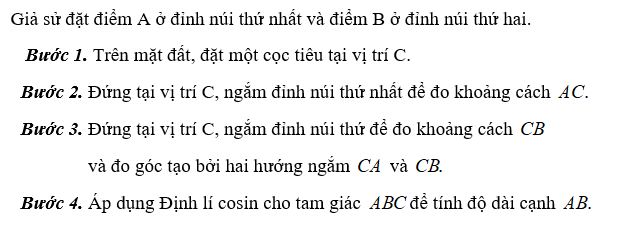 Giả sử đặt điểm A ở đỉnh núi thứ nhất và điểm B ở đỉnh núi thứ hai.
Bước 1. Trên mặt đất, đặt một cọc tiêu tại vị trí C.
Bước 2. Đứng tại vị trí C, ngắm đỉnh núi thứ nhất để đo khoảng cách AC.
Bước 3. Đứng tại vị trí C, ngắm đỉnh núi thứ để đo khoảng cách CB
và đo góc tạo bởi hai hướng ngắm CA và CB.
Bước 4. Áp dụng Định lí cosin cho tam giác ABC để tính độ dài cạnh AB.